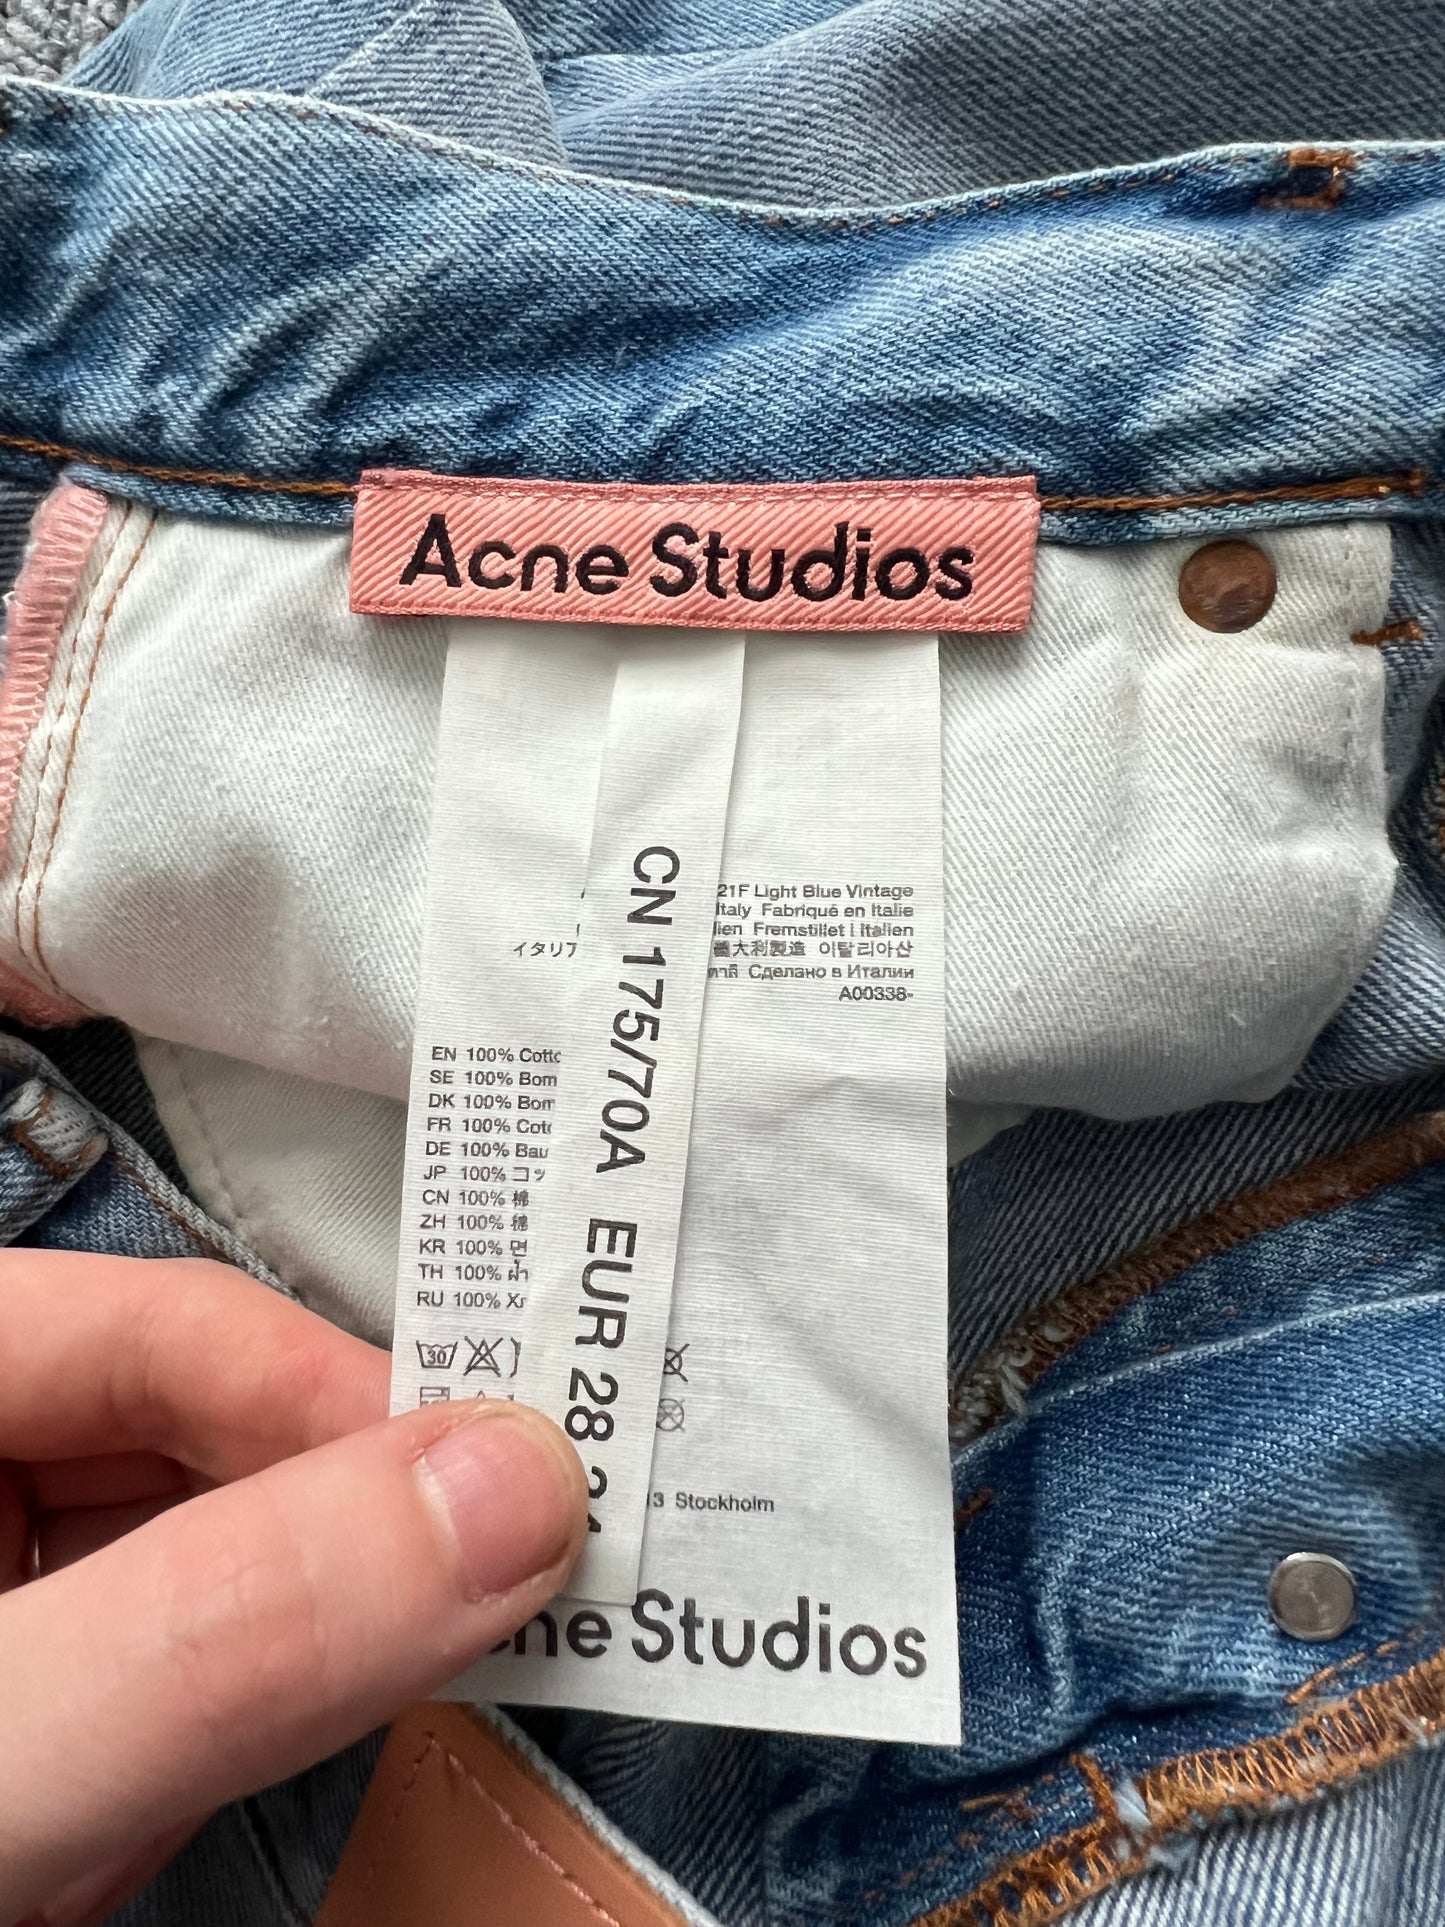 Acne Studios
21F Light Blue Vintage
Italy Fabriqué en Italie
lien Fremstillet i Italien
イタリア 大利製造 이탈리아산
Сделано в Италии
A00338-
CN 175/70A EUR 28
EN 100% Cotto
SE 100% Bom
DK 100% Bom
FR 100% Coto
DE 100% Bau
JP 100% コッ
CN 100% 棉
ZH 100% 棉
KR 100% 면
TH 100% ฝ้า
RU 100% Хл
30
13 Stockholm
ne Studios